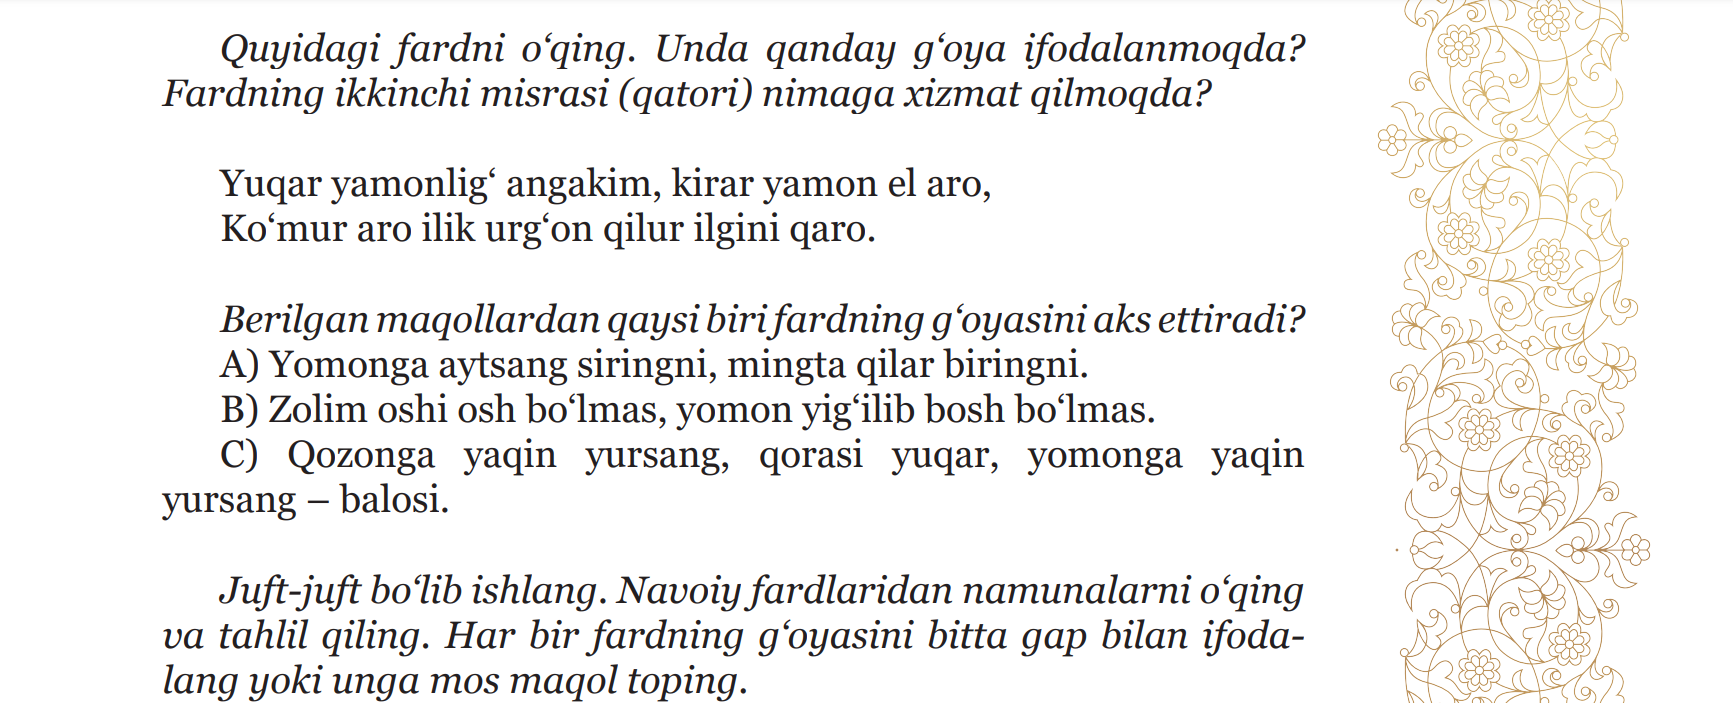 Quyidagi fardni o‘qing. Unda qanday g‘oya ifodalanmoqda?
Fardning ikkinchi misrasi (qatori) nimaga xizmat qilmoqda?
Yuqar yamonlig‘ angakim, kirar yamon el aro,
Ko‘mur aro ilik urg‘on qilur ilgini qaro.
Berilgan maqollardan qaysi biri fardning g‘oyasini aks ettiradi?
A) Yomonga aytsang siringni, mingta qilar biringni.
B) Zolim oshi osh bo‘lmas, yomon yig‘ilib bosh bo‘lmas.
C) Qozonga yaqin yursang, qorasi yuqar, yomonga yaqin
yursang – balosi.
Juft-juft bo‘lib ishlang. Navoiy fardlaridan namunalarni o‘qing
va tahlil qiling. Har bir fardning g‘oyasini bitta gap bilan ifoda-
lang yoki unga mos maqol toping.